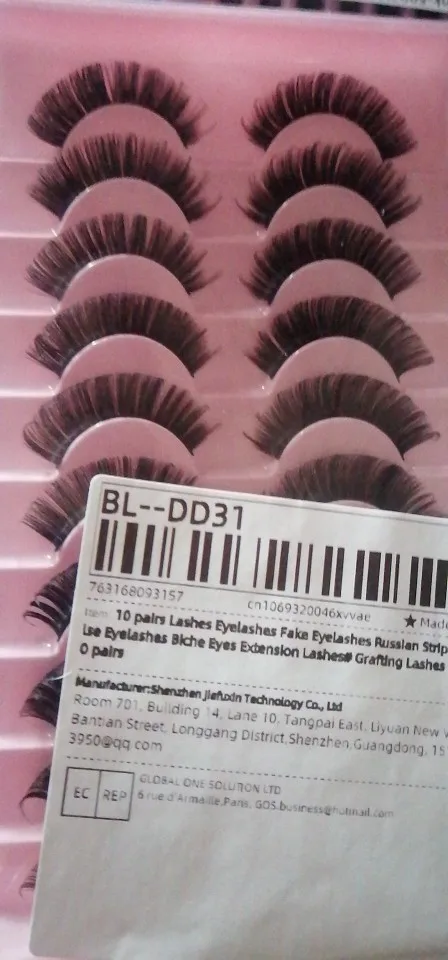 BL--DD31
763168093157
cn1069320046xvvae
★ Made
Item: 10 pairs Lashes Eyelashes Fake Eyelashes Russian Strip
lse Eyelashes Biche Eyes Extension Lashes# Grafting Lashes
0 pairs
Manufacturer:Shenzhen Jiefuxin Technology Co., Ltd
Room 701, Building 14, Lane 10, Tangpai East, Liyuan New
Bantian Street, Longgang District,Shenzhen,Guangdong, 15
3950@qq.com
EC REP
GLOBAL ONE SOLUTION LTD
6 rue d'Armaille,Paris, GOS.business@hotmail.com